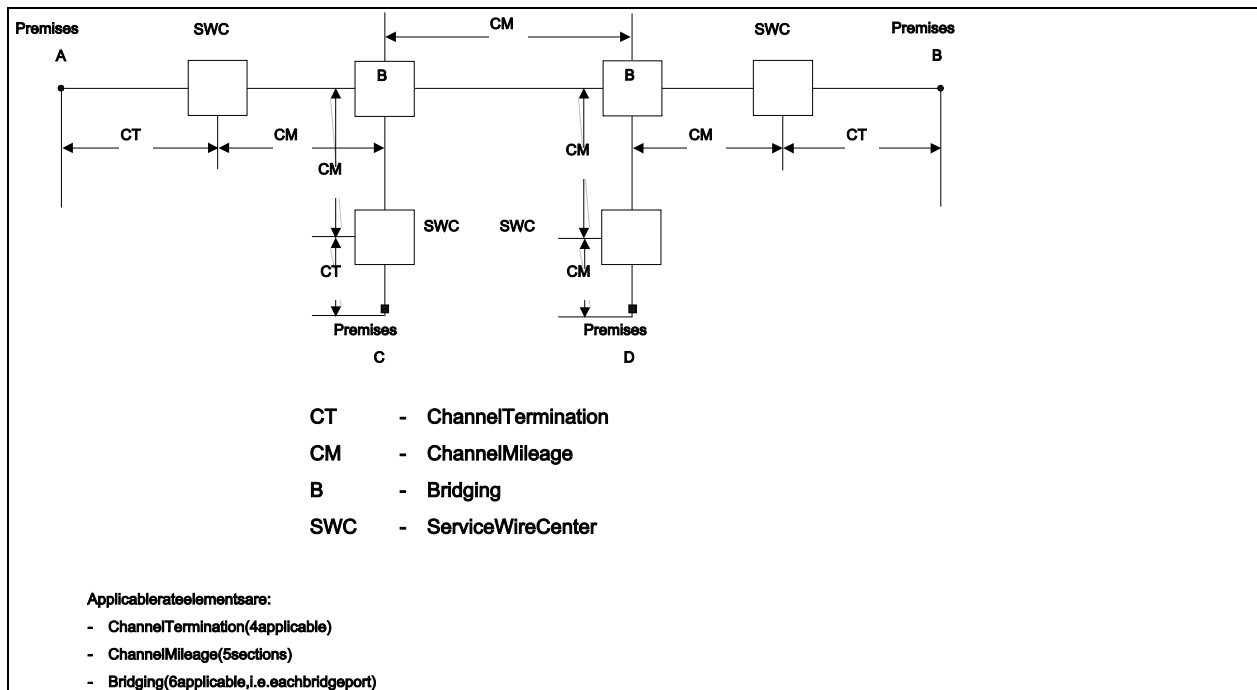 CM
Premises SWC SWC Premises
A B B B
CT CM CM CT
CM CM
SWC SWC
CT CM
Premises Premises
C D
CT - ChannelTermination
CM - ChannelMileage
B - Bridging
SWC - ServiceWireCenter
Applicablerateelementsare:
- ChannelTermination(4applicable)
- ChannelMileage(5sections)
- Bridging(6applicable,i.e.eachbridgeport)